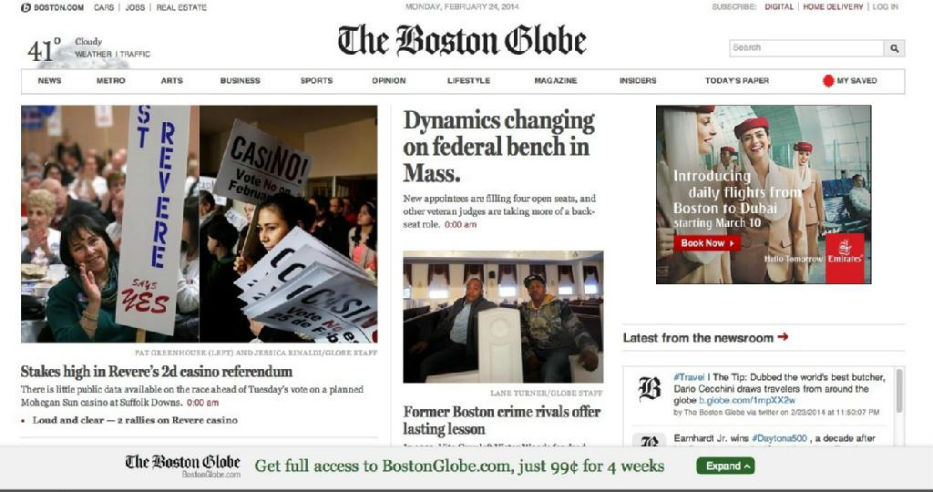 BOSTON.COM CARS | JOBS | REAL ESTATE
MONDAY, FEBRUARY 24, 2014
SUBSCRIBE: DIGITAL | HOME DELIVERY | LOG IN
41° Cloudy
WEATHER | TRAFFIC
The Boston Globe
Search
NEWS METRO ARTS BUSINESS SPORTS OPINION LIFESTYLE MAGAZINE INSIDERS TODAY'S PAPER MY SAVED
ST
REVERE
SAYS
YES
CASINO!
Vote No on
PAT GREENHOUSE (LEFT) AND JESSICA RINALDI/GLOBE STAFF
Stakes high in Revere's 2d casino referendum
There is little public data available on the race ahead of Tuesday's vote on a planned
Mohegan Sun casino at Suffolk Downs. 0:00 am
• Loud and clear — 2 rallies on Revere casino
Dynamics changing
on federal bench in
Mass.
New appointees are filling four open seats, and
other veteran judges are taking more of a back-
seat role. 0:00 am
LANE TURNER/GLOBE STAFF
Former Boston crime rivals offer
lasting lesson
Introducing
daily flights from
Boston to Dubai
starting March 10
Book Now
Hello Tomorrow
Emirates
Latest from the newsroom
#Travel | The Tip: Dubbed the world's best butcher,
Dario Cecchini draws travelers from around the
globe b.globe.com/1mpXX2w
by The Boston Globe via twitter on 2/23/2014 at 11:50:07 PM
Earnhardt Jr. wins #Daytona500 , a decade after
The Boston Globe
BostonGlobe.com
Get full access to BostonGlobe.com, just 99¢ for 4 weeks
Expand